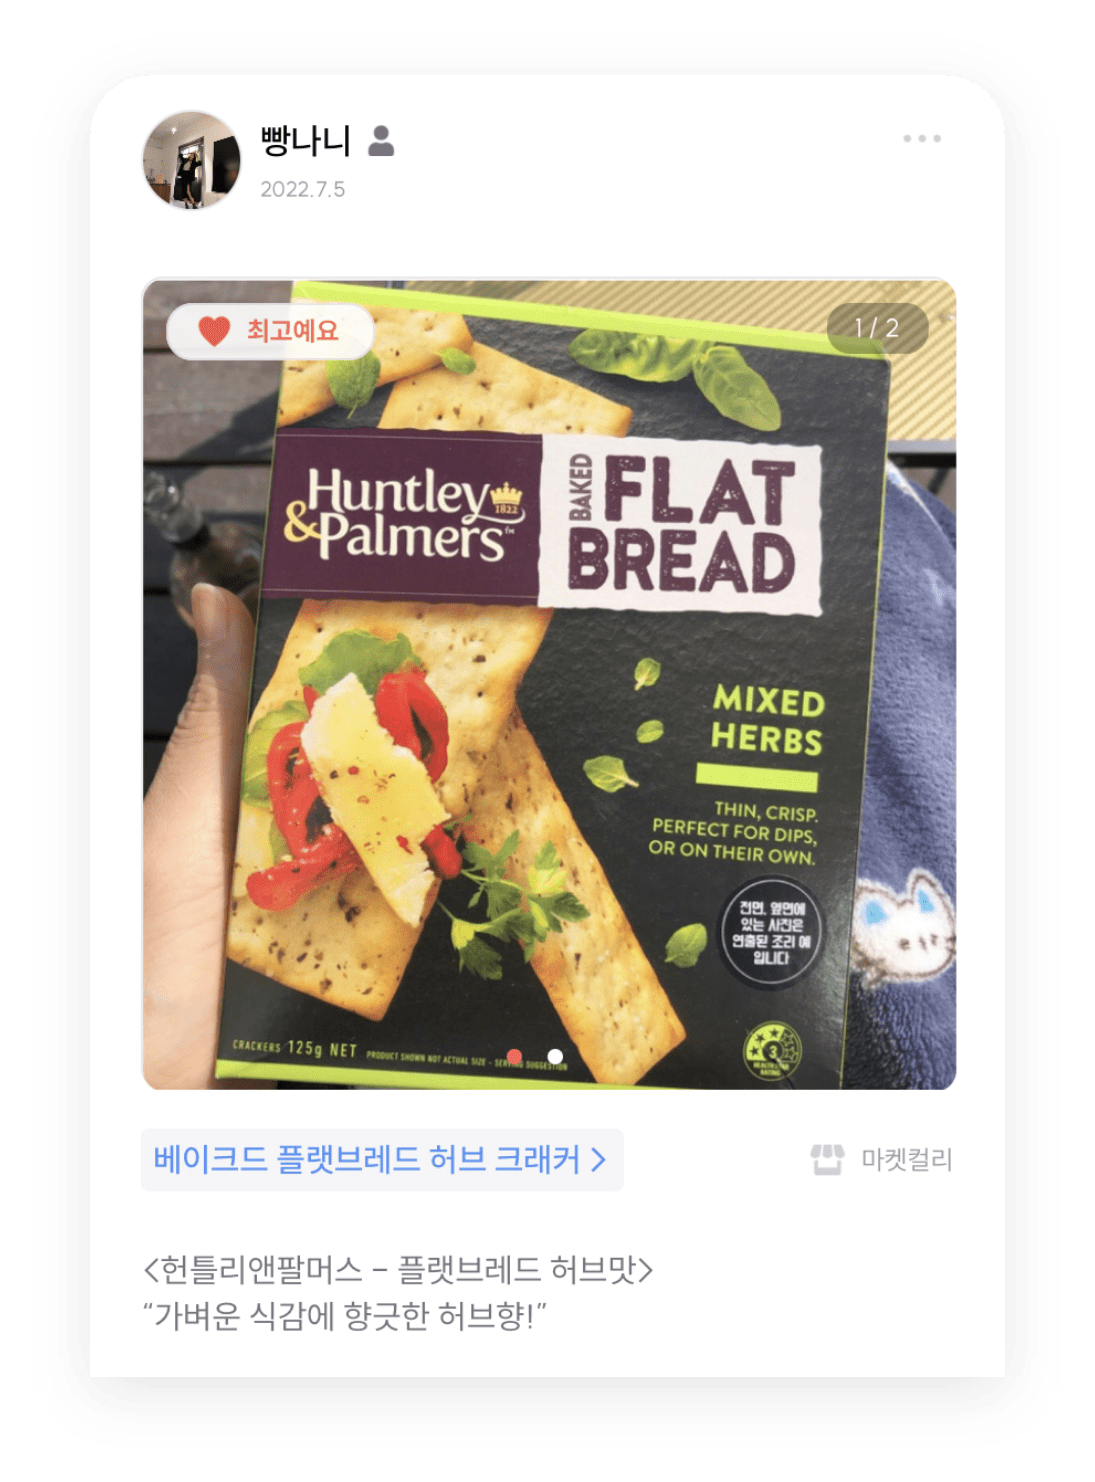 빵나니
2022.7.5
최고예요
1 / 2
Huntley
1822
&Palmers™
BAKED
FLAT
BREAD
MIXED
HERBS
THIN, CRISP.
PERFECT FOR DIPS,
OR ON THEIR OWN.
전면, 옆면에
있는 사진은
연출된 조리 예
입니다
CRACKERS 125g NET PRODUCT SHOWN NOT ACTUAL SIZE - SERVING SUGGESTION
3
HEALTH STAR
RATING
베이크드 플랫브레드 허브 크래커 >
마켓컬리
<헌틀리앤팔머스 - 플랫브레드 허브맛>
“가벼운 식감에 향긋한 허브향!”